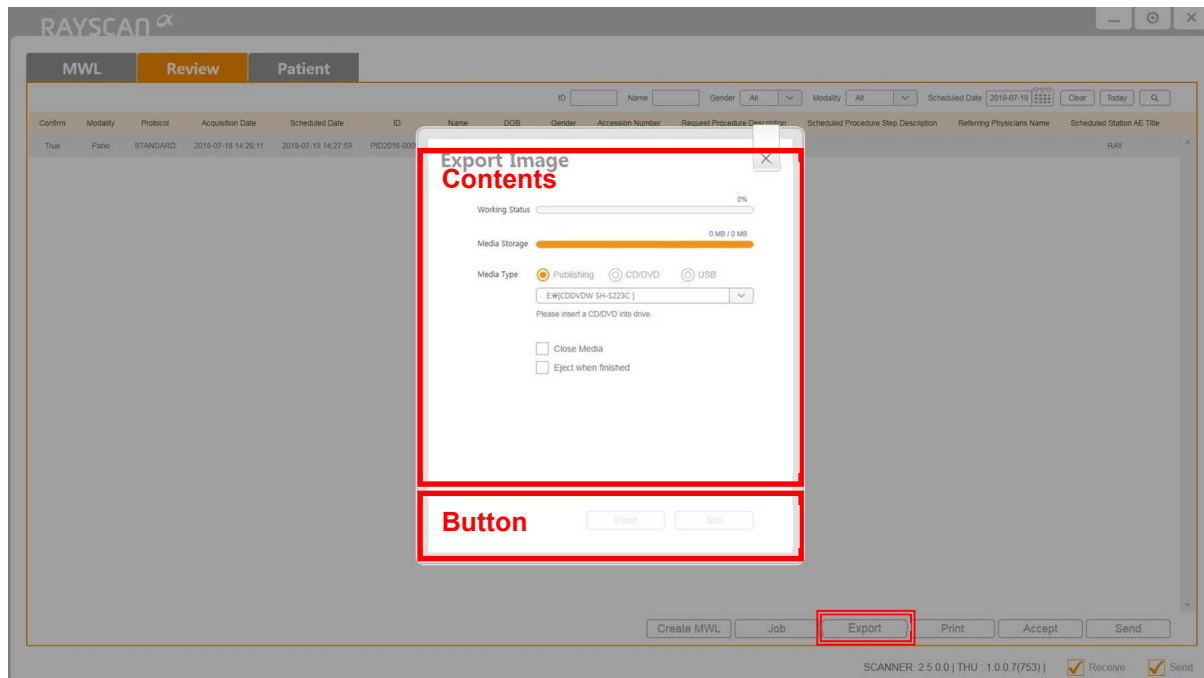 RAYSCAN α
MWL Review Patient
ID Name Gender All Modality All Scheduled Date 2018-07-18 Clear Today
Confirm Modality Protocol Acquisition Date Scheduled Date ID Name DOB Gender Accession Number Request Procedure Description Scheduled Procedure Step Description Referring Physicians Name Scheduled Station AE Title
True Pano STANDARD 2018-07-18 14:28:11 2018-07-18 14:27:59 PID2016-000 RAY
Export Image
Contents
0%
Working Status
0 MB / 0 MB
Media Storage
Media Type Publishing CD/DVD USB
E:₩[CDDVDW SH-S223C ]
Please insert a CD/DVD into drive.
Close Media
Eject when finished
Button Export Stop
Create MWL Job Export Print Accept Send
SCANNER: 2.5.0.0 | THU : 1.0.0.7(753) | Receive Send